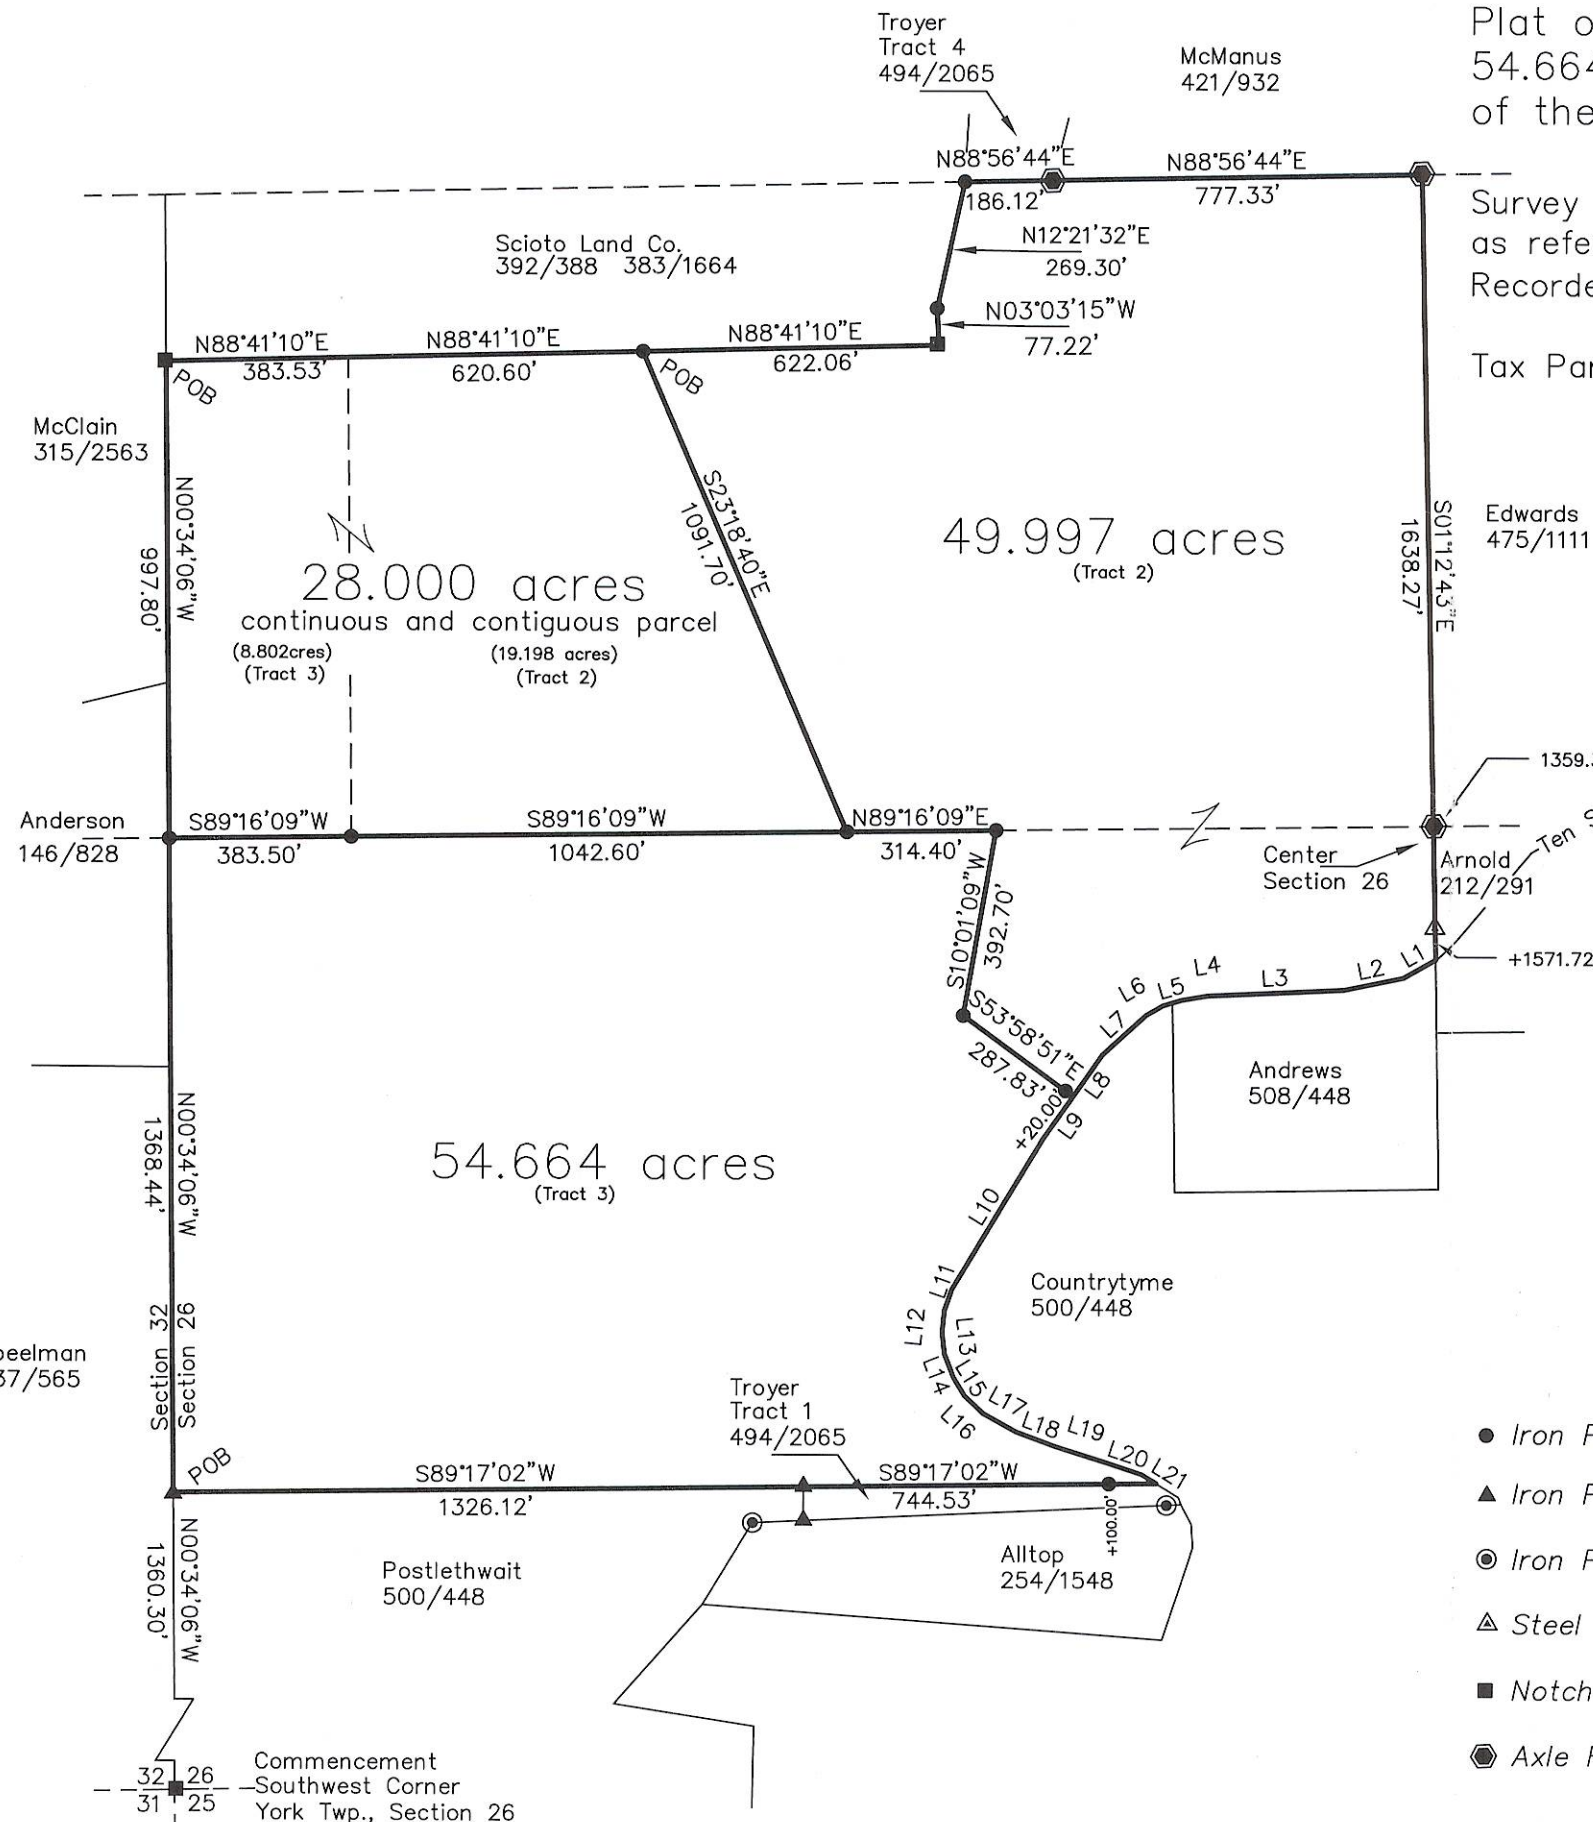 Plat o
54.664
of the
Troyer
Tract 4
494/2065
McManus
421/932
N88°56'44"E
186.12'
N88°56'44"E
777.33'
Survey
as refe
Recorde
Tax Par
Scioto Land Co.
392/388 383/1664
N12°21'32"E
269.30'
N03°03'15"W
77.22'
N88°41'10"E
383.53'
N88°41'10"E
620.60'
N88°41'10"E
622.06'
POB
POB
McClain
315/2563
N00°34'06"W
997.80'
S23°18'40"E
1091.70'
28.000 acres
continuous and contiguous parcel
(8.802cres)
(Tract 3)
(19.198 acres)
(Tract 2)
49.997 acres
(Tract 2)
S01°12'43"E
1638.27'
Edwards
475/1111
1359.
Anderson
146/828
S89°16'09"W
383.50'
S89°16'09"W
1042.60'
N89°16'09"E
314.40'
Center
Section 26
Arnold
212/291
Ten S
+1571.72
S10°01'09"W
392.70'
S53°58'51"E
287.83'
+20.00'
L1
L2
L3
L4
L5
L6
L7
L8
L9
L10
L11
L12
L13
L14
L15
L16
L17
L18
L19
L20
L21
Andrews
508/448
N00°34'06"W
1368.44'
54.664 acres
(Tract 3)
Section 26
Section 32
Countrytyme
500/448
peelman
37/565
Troyer
Tract 1
494/2065
POB
S89°17'02"W
1326.12'
S89°17'02"W
744.53'
+100.00'
N00°34'06"W
1360.30'
Postlethwait
500/448
Alltop
254/1548
Iron P
Iron P
Iron P
Steel
Notch
Axle F
32 26
31 25
Commencement
Southwest Corner
York Twp., Section 26